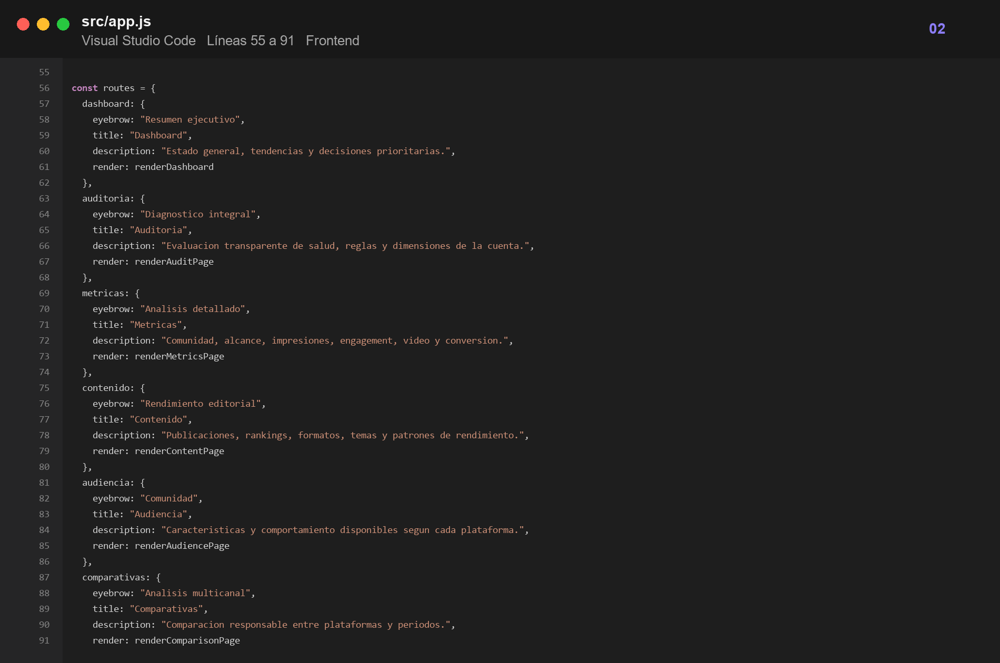 src/app.js
Visual Studio Code Líneas 55 a 91 Frontend
02
55
56 const routes = {
57 dashboard: {
58 eyebrow: "Resumen ejecutivo",
59 title: "Dashboard",
60 description: "Estado general, tendencias y decisiones prioritarias.",
61 render: renderDashboard
62 },
63 auditoria: {
64 eyebrow: "Diagnostico integral",
65 title: "Auditoria",
66 description: "Evaluacion transparente de salud, reglas y dimensiones de la cuenta.",
67 render: renderAuditPage
68 },
69 metricas: {
70 eyebrow: "Analisis detallado",
71 title: "Metricas",
72 description: "Comunidad, alcance, impresiones, engagement, video y conversion.",
73 render: renderMetricsPage
74 },
75 contenido: {
76 eyebrow: "Rendimiento editorial",
77 title: "Contenido",
78 description: "Publicaciones, rankings, formatos, temas y patrones de rendimiento.",
79 render: renderContentPage
80 },
81 audiencia: {
82 eyebrow: "Comunidad",
83 title: "Audiencia",
84 description: "Caracteristicas y comportamiento disponibles segun cada plataforma.",
85 render: renderAudiencePage
86 },
87 comparativas: {
88 eyebrow: "Analisis multicanal",
89 title: "Comparativas",
90 description: "Comparacion responsable entre plataformas y periodos.",
91 render: renderComparisonPage